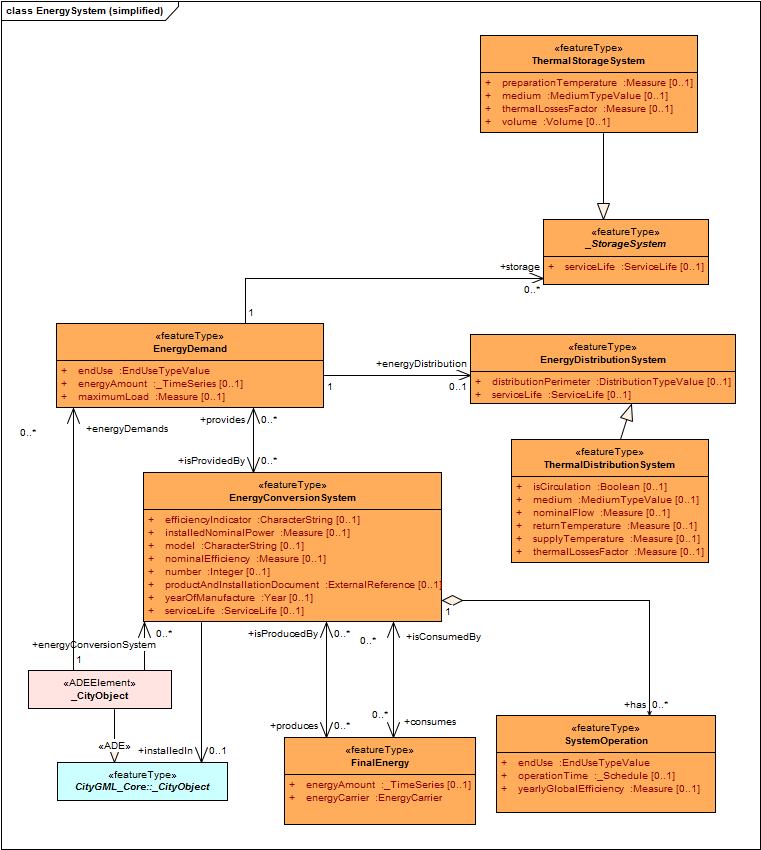 class EnergySystem (simplified)
«featureType»
ThermalStorageSystem
+ preparationTemperature :Measure [0..1]
+ medium :MediumTypeValue [0..1]
+ thermalLossesFactor :Measure [0..1]
+ volume :Volume [0..1]
«featureType»
_StorageSystem
+ serviceLife :ServiceLife [0..1]
+storage
0..*
1
«featureType»
EnergyDemand
+ endUse :EndUseTypeValue
+ energyAmount :_TimeSeries [0..1]
+ maximumLoad :Measure [0..1]
+energyDistribution
1
0..1
«featureType»
EnergyDistributionSystem
+ distributionPerimeter :DistributionTypeValue [0..1]
+ serviceLife :ServiceLife [0..1]
0..*
+energyDemands
+provides
0..*
+isProvidedBy
0..*
«featureType»
ThermalDistributionSystem
+ isCirculation :Boolean [0..1]
+ medium :MediumTypeValue [0..1]
+ nominalFlow :Measure [0..1]
+ returnTemperature :Measure [0..1]
+ supplyTemperature :Measure [0..1]
+ thermalLossesFactor :Measure [0..1]
«featureType»
EnergyConversionSystem
+ efficiencyIndicator :CharacterString [0..1]
+ installedNominalPower :Measure [0..1]
+ model :CharacterString [0..1]
+ nominalEfficiency :Measure [0..1]
+ number :Integer [0..1]
+ productAndInstallationDocument :ExternalReference [0..1]
+ yearOfManufacture :Year [0..1]
+ serviceLife :ServiceLife [0..1]
1
0..*
+energyConversionSystem
1
+isProducedBy
0..*
0..*
+isConsumedBy
«ADEElement»
_CityObject
«ADE»
+installedIn
0..1
+produces
0..*
0..*
+consumes
+has
0..*
«featureType»
CityGML_Core::_CityObject
«featureType»
FinalEnergy
+ energyAmount :_TimeSeries [0..1]
+ energyCarrier :EnergyCarrier
«featureType»
SystemOperation
+ endUse :EndUseTypeValue
+ operationTime :_Schedule [0..1]
+ yearlyGlobalEfficiency :Measure [0..1]